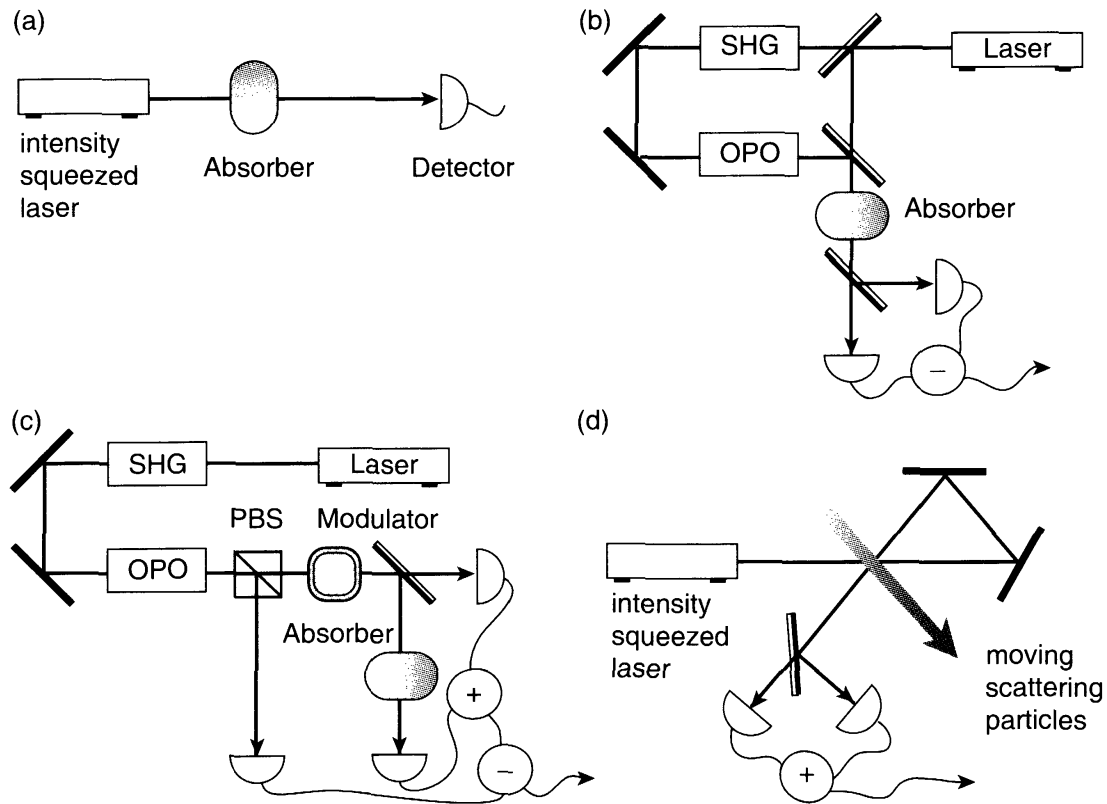 (a)
intensity
squeezed
laser
Absorber
Detector
(b)
SHG
Laser
OPO
Absorber
−
(c)
SHG
Laser
PBS
Modulator
OPO
Absorber
+
−
(d)
intensity
squeezed
laser
moving
scattering
particles
+